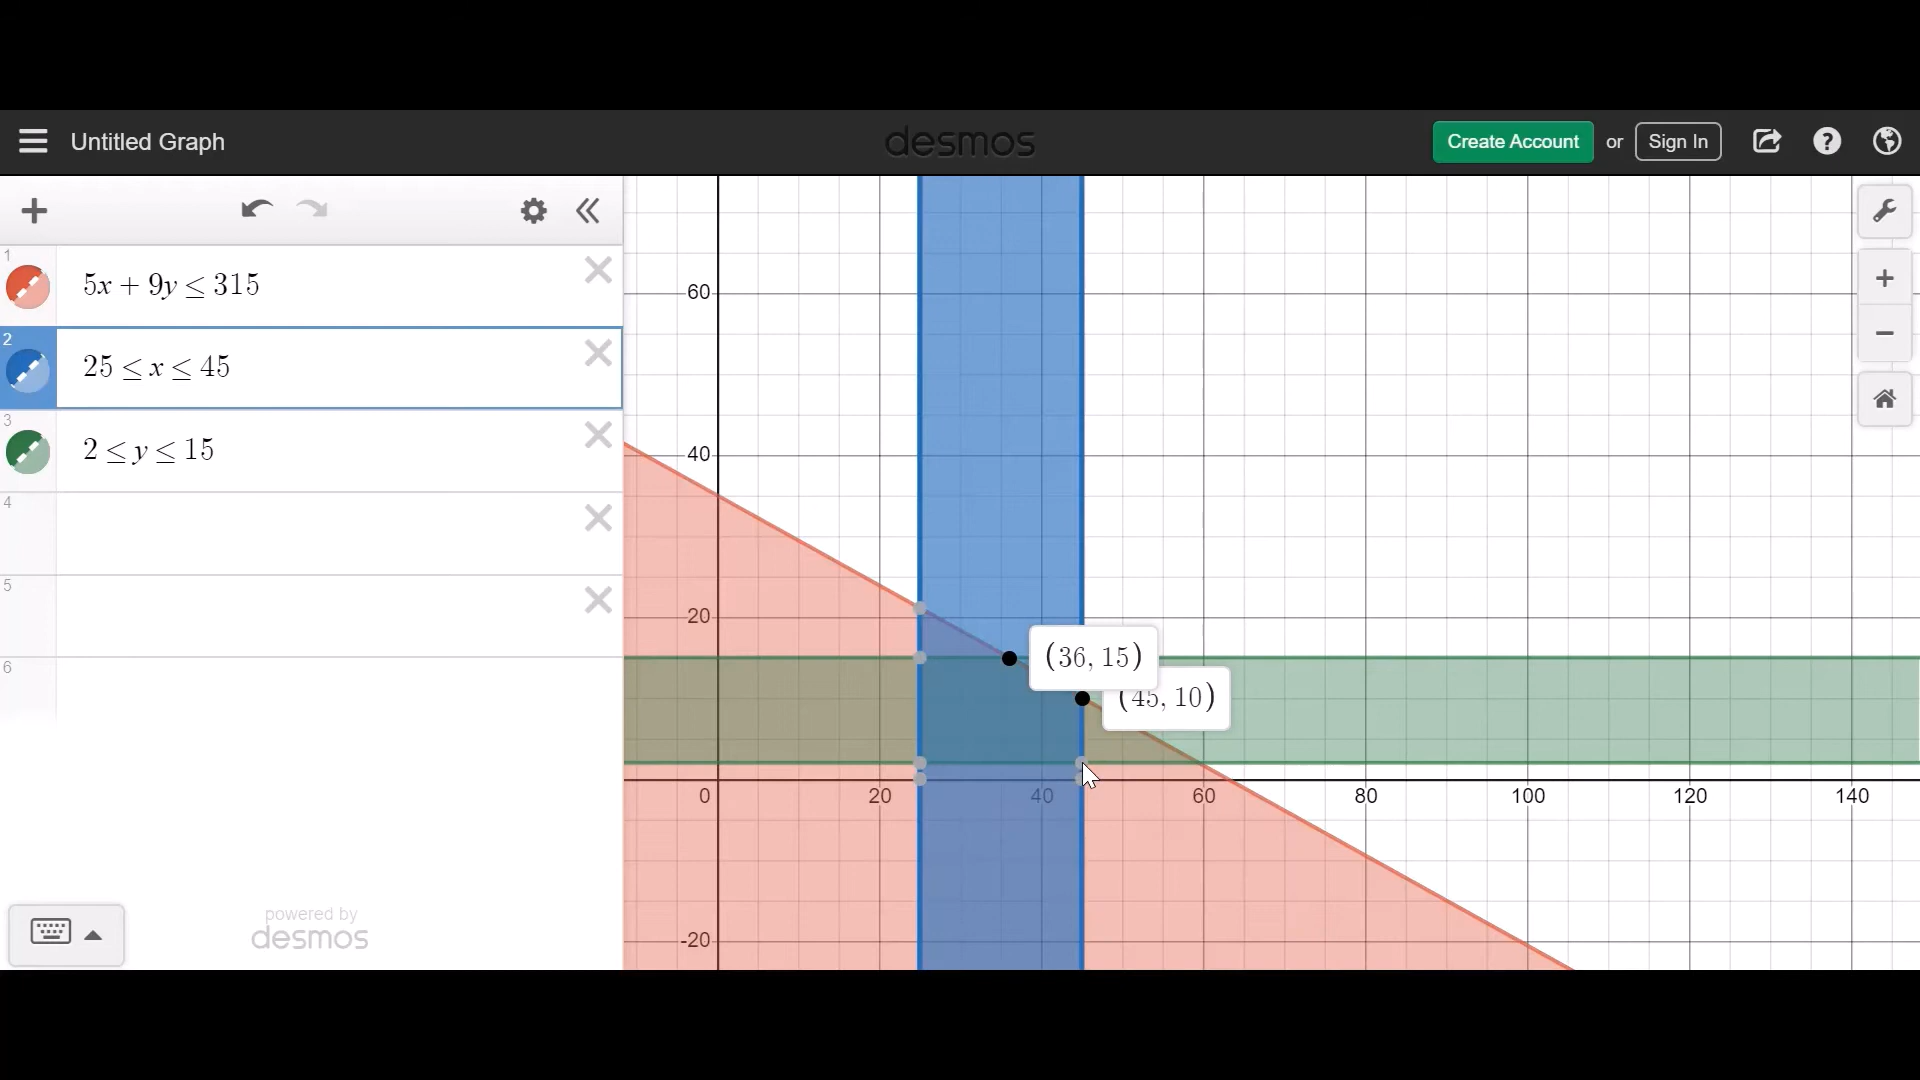 Untitled Graph
desmos
Create Account or Sign In
1
5x + 9y ≤ 315
2
25 ≤ x ≤ 45
3
2 ≤ y ≤ 15
4
5
6
powered by
desmos
60
40
20
(36, 15)
(45, 10)
0 20 40 60 80 100 120 140
-20